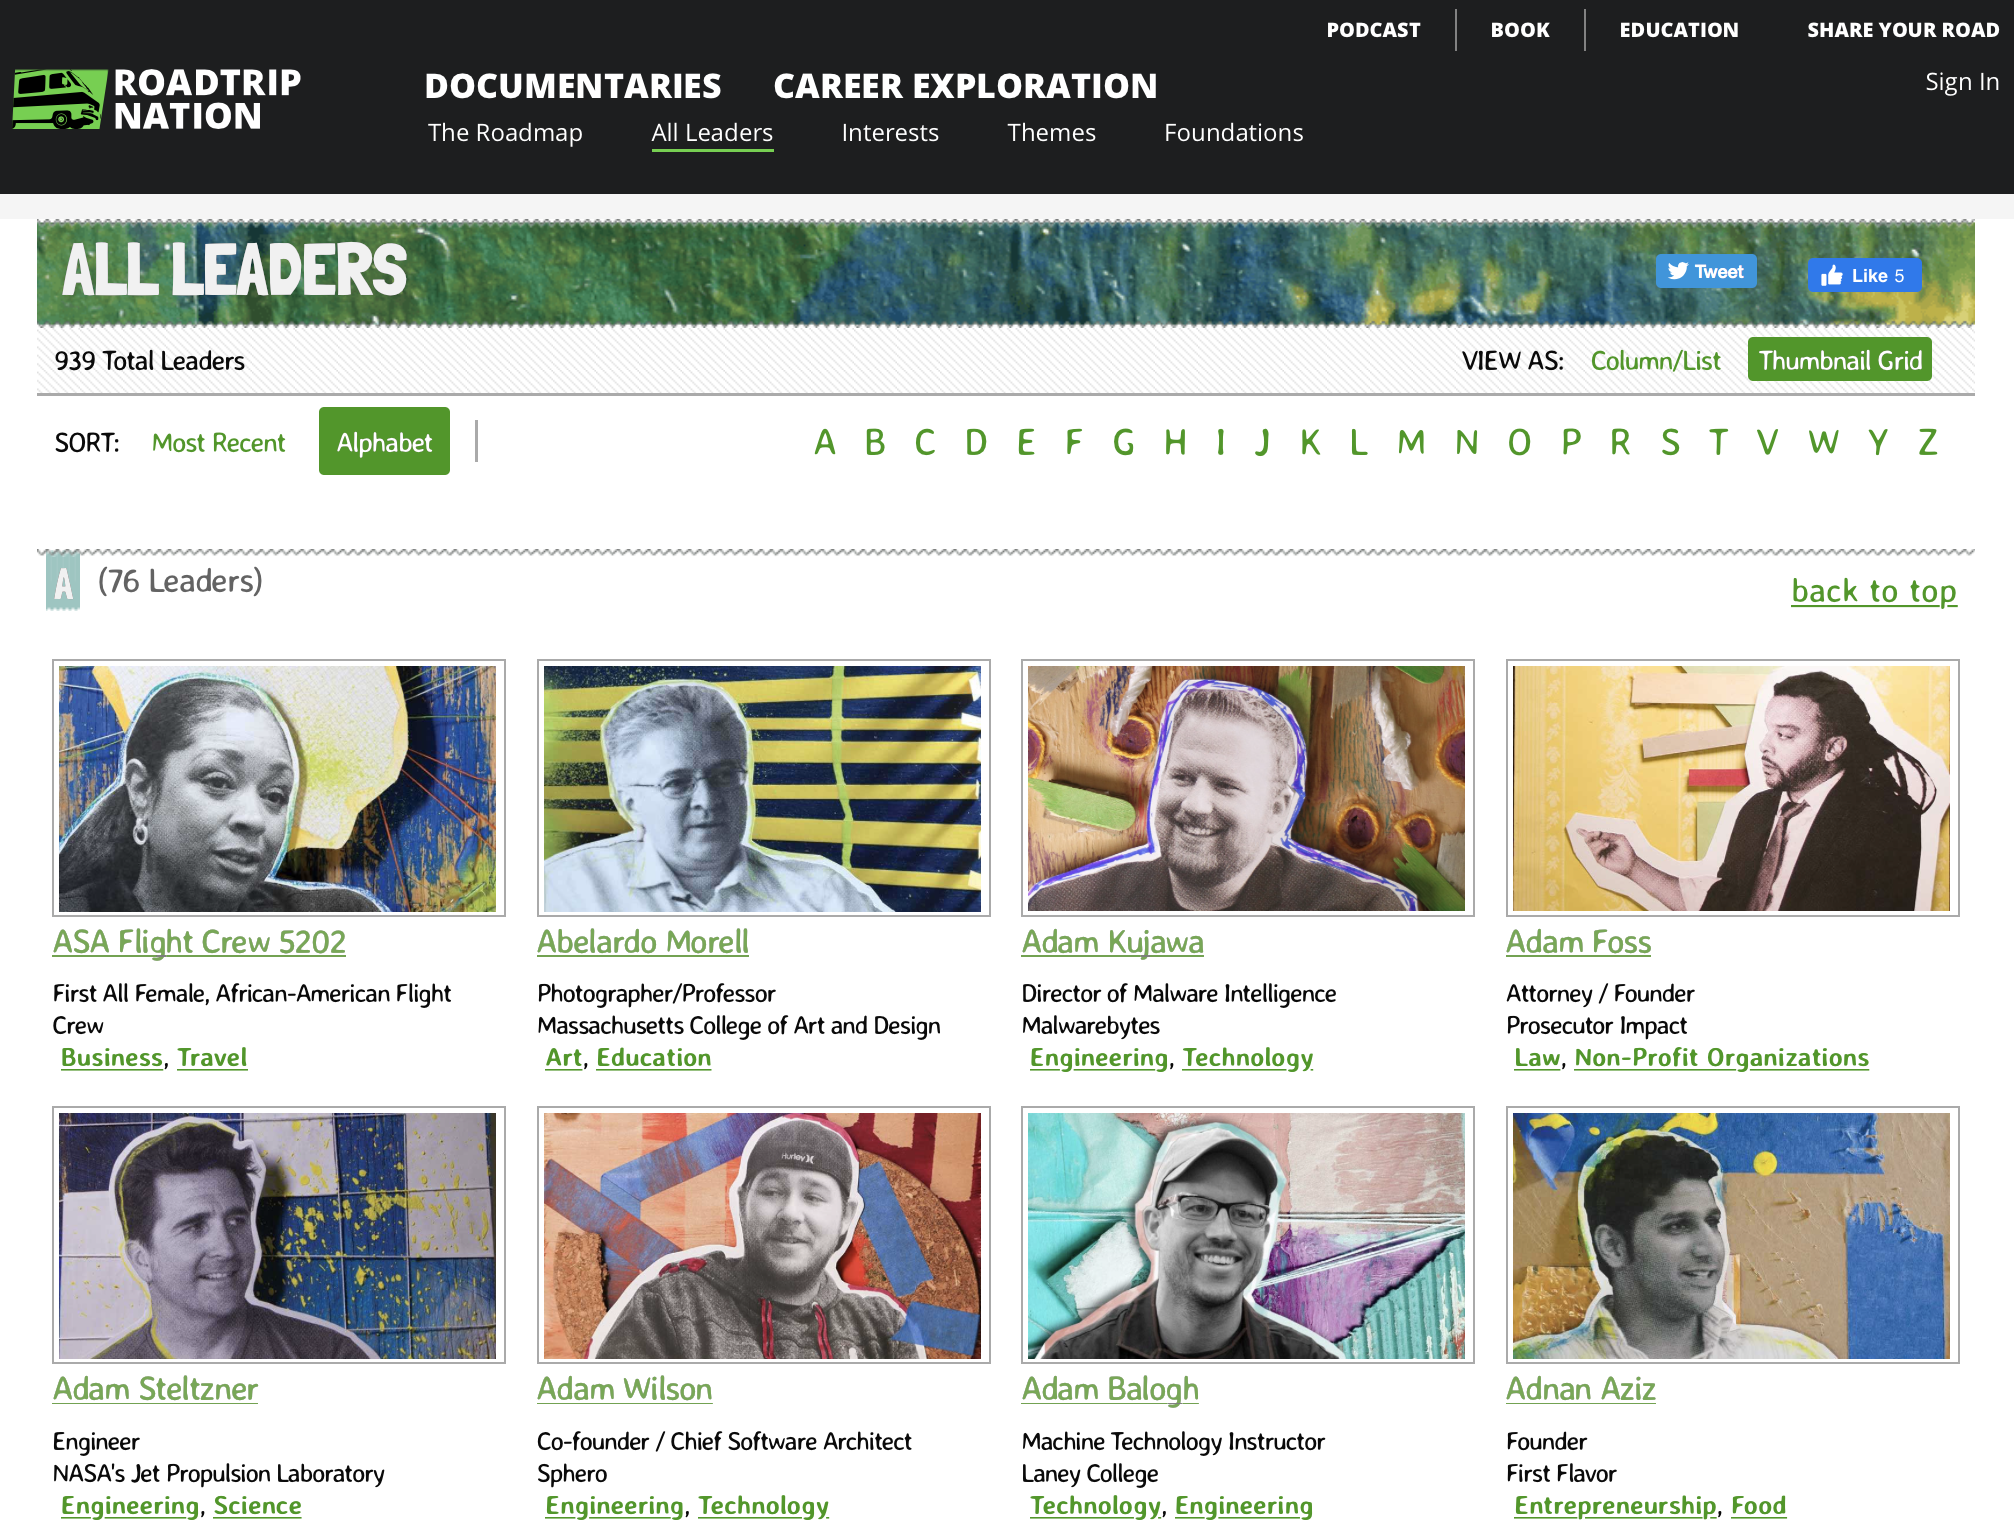 PODCAST BOOK EDUCATION SHARE YOUR ROAD
ROADTRIP
NATION
DOCUMENTARIES CAREER EXPLORATION
Sign In
The Roadmap All Leaders Interests Themes Foundations
ALL LEADERS
Tweet
Like 5
939 Total Leaders
VIEW AS: Column/List Thumbnail Grid
SORT: Most Recent Alphabet
A B C D E F G H I J K L M N O P R S T V W Y Z
A (76 Leaders)
back to top
ASA Flight Crew 5202
First All Female, African-American Flight
Crew
Business, Travel
Abelardo Morell
Photographer/Professor
Massachusetts College of Art and Design
Art, Education
Adam Kujawa
Director of Malware Intelligence
Malwarebytes
Engineering, Technology
Adam Foss
Attorney / Founder
Prosecutor Impact
Law, Non-Profit Organizations
Adam Steltzner
Engineer
NASA's Jet Propulsion Laboratory
Engineering, Science
Hurley
Adam Wilson
Co-founder / Chief Software Architect
Sphero
Engineering, Technology
Adam Balogh
Machine Technology Instructor
Laney College
Technology, Engineering
Adnan Aziz
Founder
First Flavor
Entrepreneurship, Food